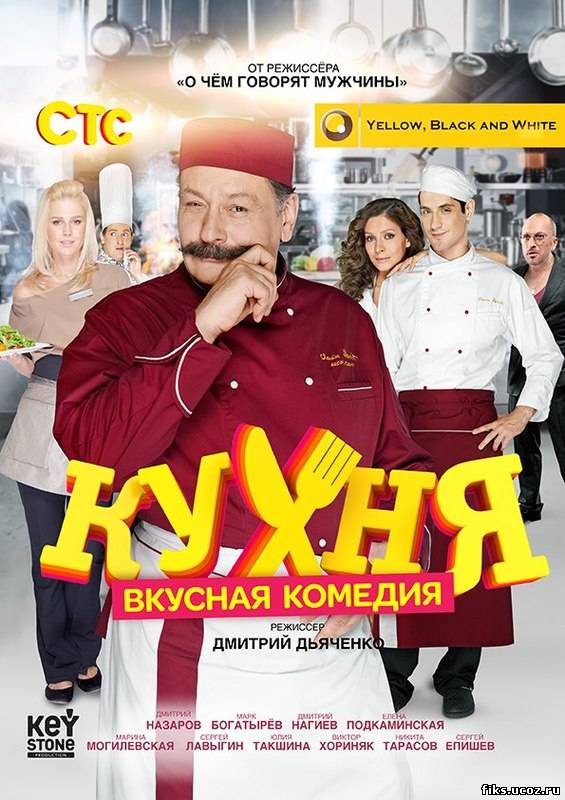 ОТ РЕЖИССЁРА
«О ЧЁМ ГОВОРЯТ МУЖЧИНЫ»
СТС
YELLOW, BLACK AND WHITE
КУХНЯ
ВКУСНАЯ КОМЕДИЯ
РЕЖИССЕР
ДМИТРИЙ ДЬЯЧЕНКО
ДМИТРИЙ НАЗАРОВ МАРК БОГАТЫРЁВ ДМИТРИЙ НАГИЕВ ЕЛЕНА ПОДКАМИНСКАЯ
МАРИНА МОГИЛЕВСКАЯ СЕРГЕЙ ЛАВЫГИН ЮЛИЯ ТАКШИНА ВИКТОР ХОРИНЯК НИКИТА ТАРАСОВ СЕРГЕЙ ЕПИШЕВ
KEY
STONE
PRODUCTION
fiks.ucoz.ru